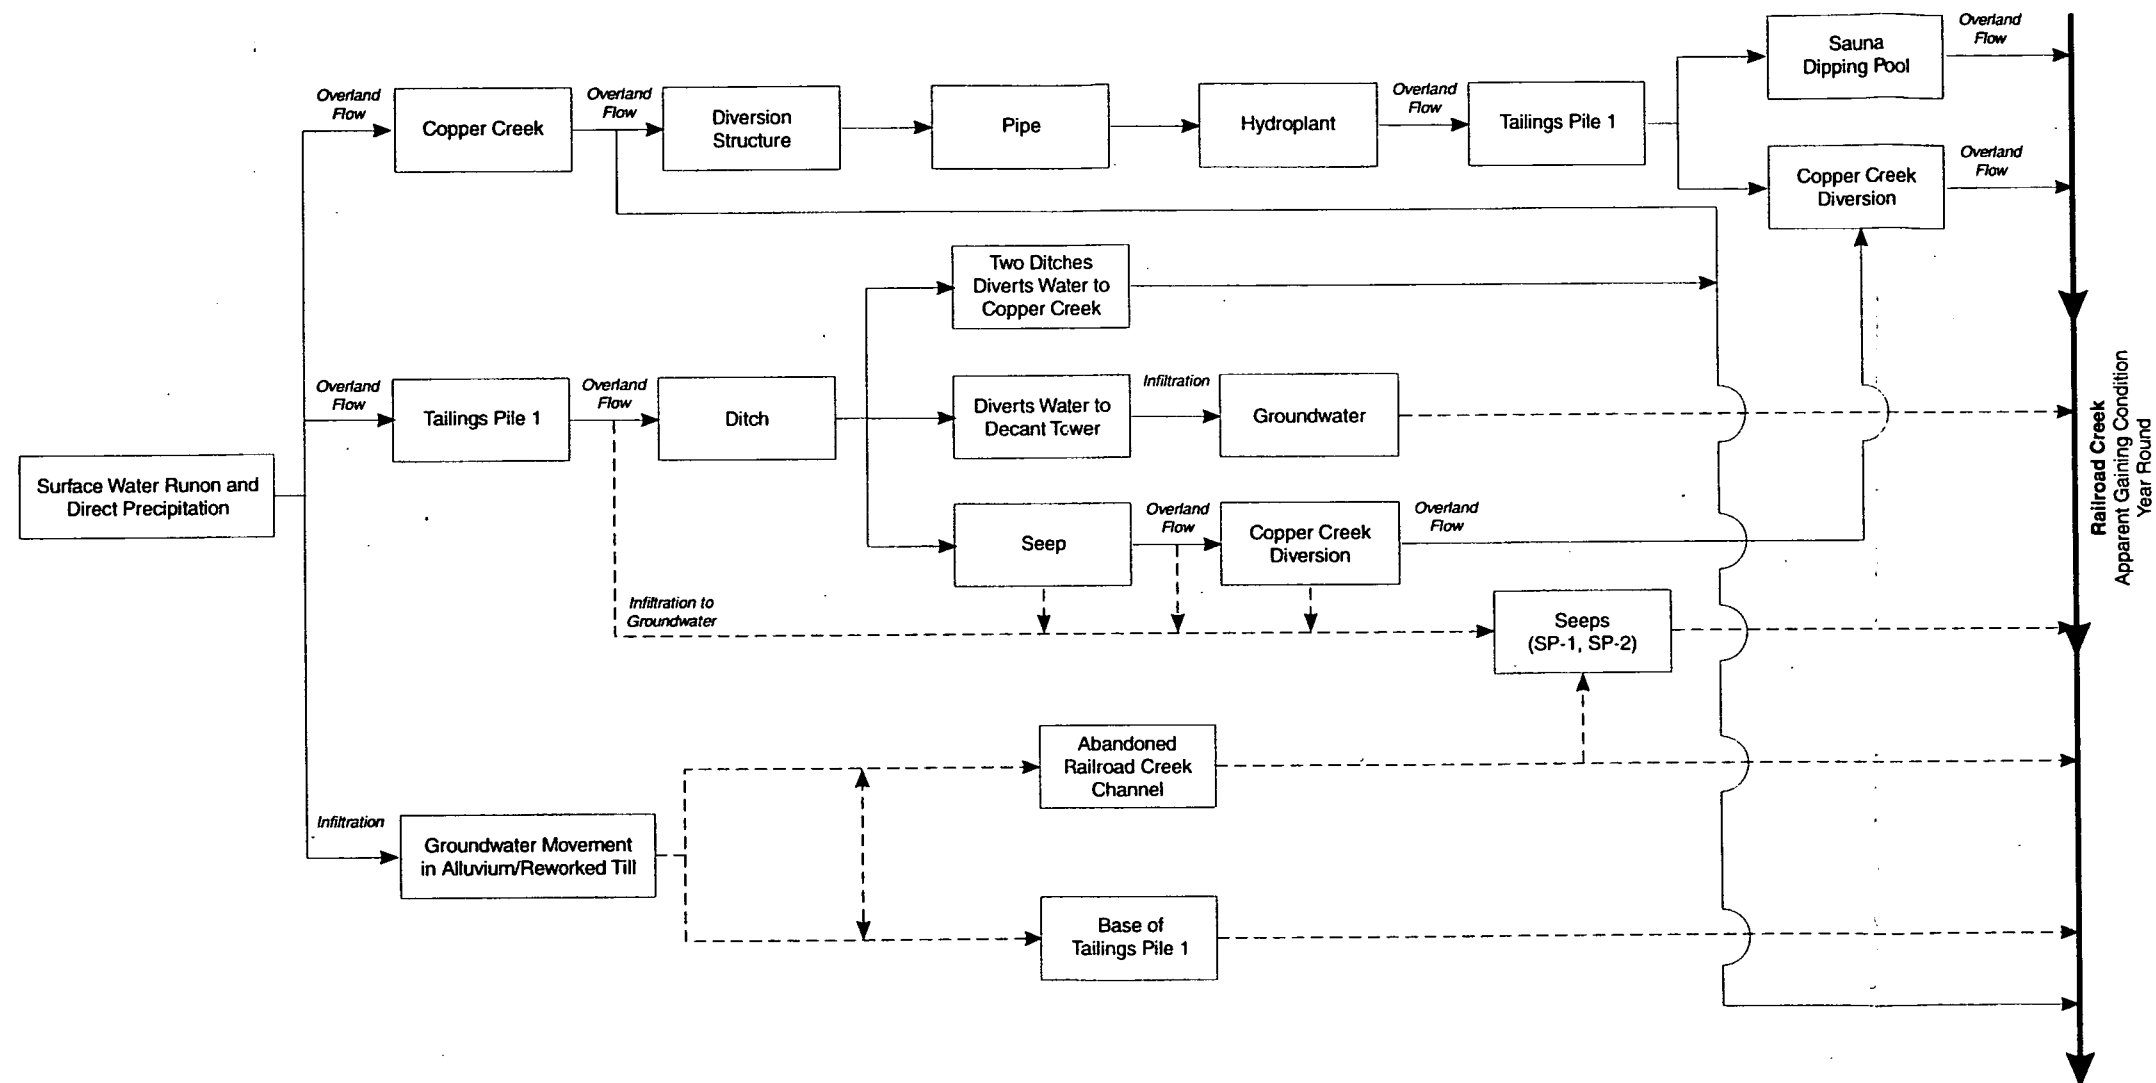 Overland
Flow
Copper Creek
Overland
Flow
Diversion
Structure
Pipe
Hydroplant
Overland
Flow
Tailings Pile 1
Sauna
Dipping Pool
Overland
Flow
Copper Creek
Diversion
Overland
Flow
Two Ditches
Diverts Water to
Copper Creek
Overland
Flow
Tailings Pile 1
Overland
Flow
Ditch
Diverts Water to
Decant Tower
Infiltration
Groundwater
Surface Water Runon and
Direct Precipitation
Seep
Overland
Flow
Copper Creek
Diversion
Overland
Flow
Infiltration to
Groundwater
Seeps
(SP-1, SP-2)
Railroad Creek
Apparent Gaining Condition
Year Round
Abandoned
Railroad Creek
Channel
Infiltration
Groundwater Movement
in Alluvium/Reworked Till
Base of
Tailings Pile 1